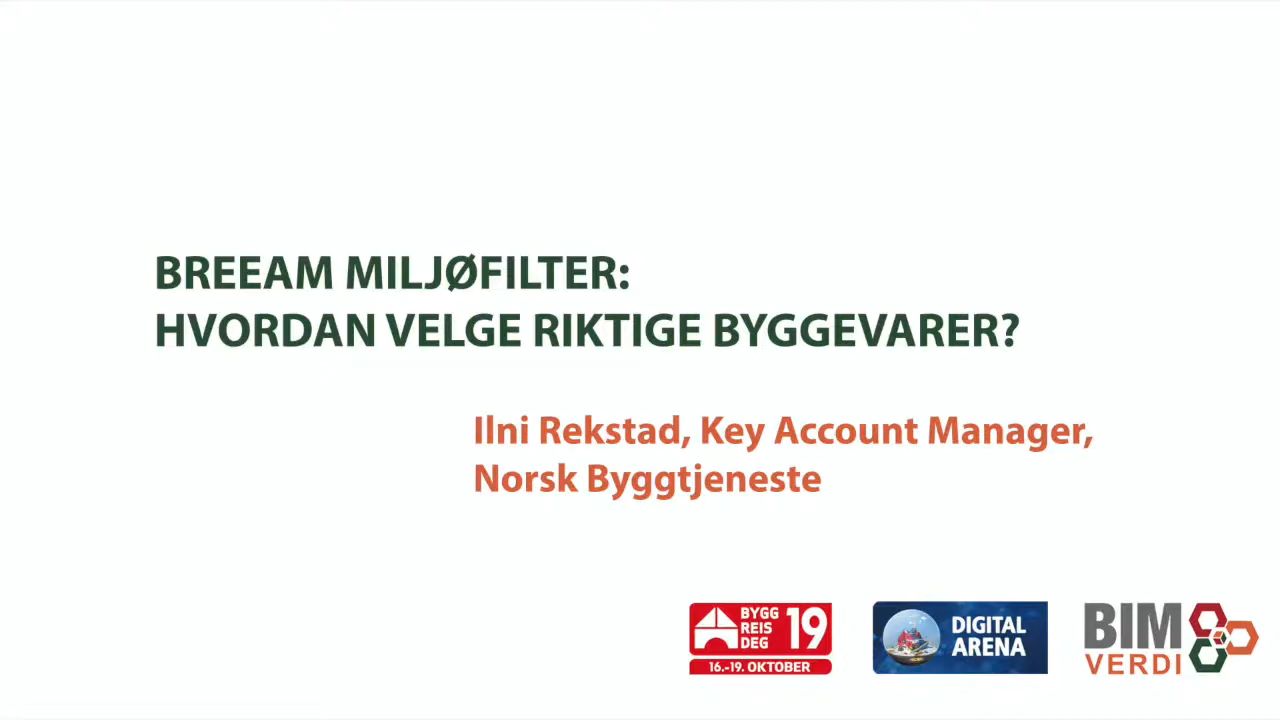 BREEAM MILJØFILTER:
HVORDAN VELGE RIKTIGE BYGGEVARER?
Ilni Rekstad, Key Account Manager,
Norsk Byggtjeneste
BYGG
REIS
DEG
19
16.-19. OKTOBER
DIGITAL
ARENA
BIM
VERDI